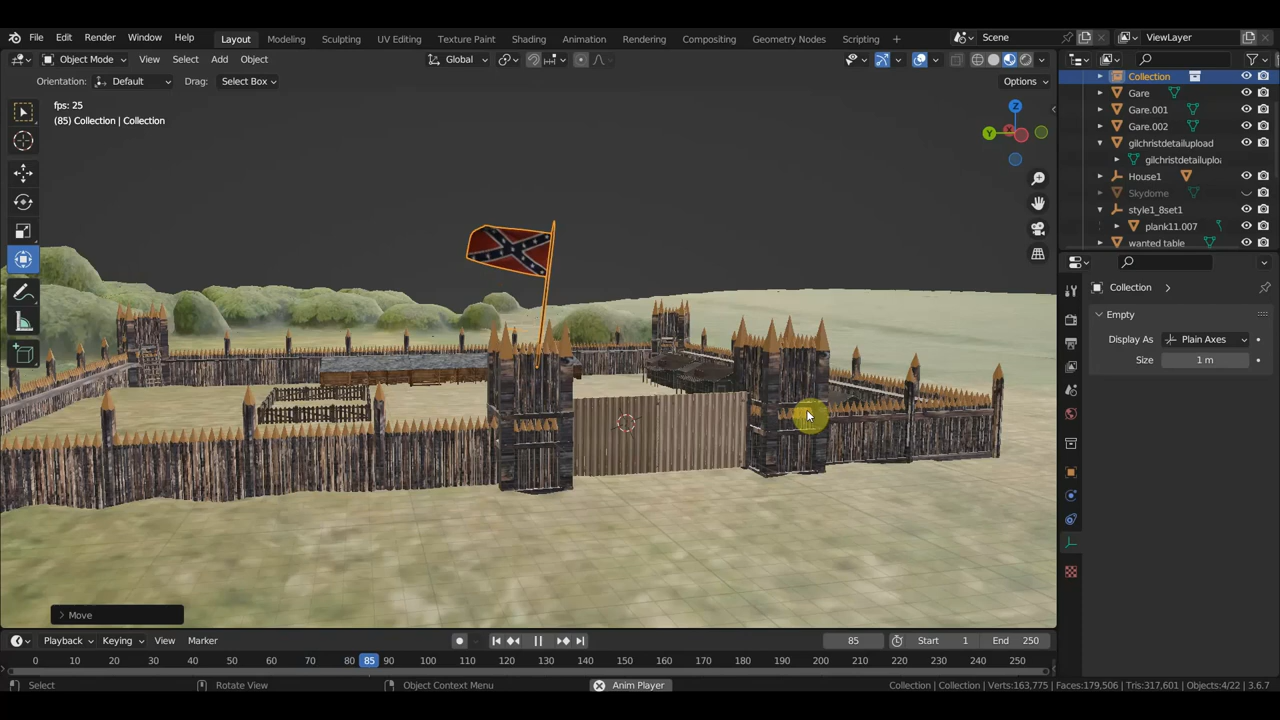 File Edit Render Window Help Layout Modeling Sculpting UV Editing Texture Paint Shading Animation Rendering Compositing Geometry Nodes Scripting + Scene ViewLayer
Object Mode View Select Add Object Global Options
Orientation: Default Drag: Select Box
fps: 25
(85) Collection | Collection
Z
Y
Collection
Gare
Gare.001
Gare.002
gilchristdetailupload
gilchristdetailuploa
House1
Skydome
style1_8set1
plank11.007
wanted table
Collection
Empty
Display As Plain Axes
Size 1 m
Move
Playback Keying View Marker 85 Start 1 End 250
0 10 20 30 40 50 60 70 80 85 90 100 110 120 130 140 150 160 170 180 190 200 210 220 230 240 250
Select Rotate View Object Context Menu Anim Player Collection | Collection | Verts:163,775 | Faces:179,506 | Tris:317,601 | Objects:4/22 | 3.6.7